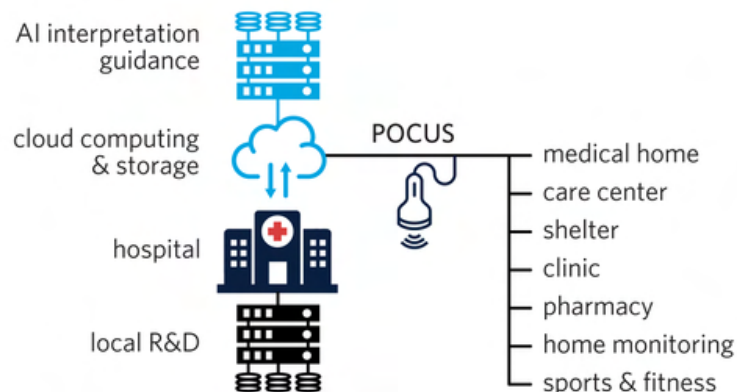 AI interpretation
guidance
cloud computing
& storage
POCUS
hospital
local R&D
medical home
care center
shelter
clinic
pharmacy
home monitoring
sports & fitness